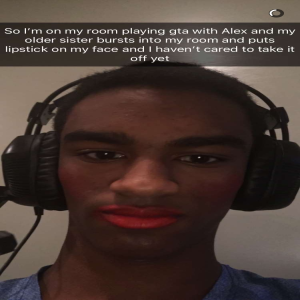 So I'm on my room playing gta with Alex and my
older sister bursts into my room and puts
lipstick on my face and I haven't cared to take it
off yet